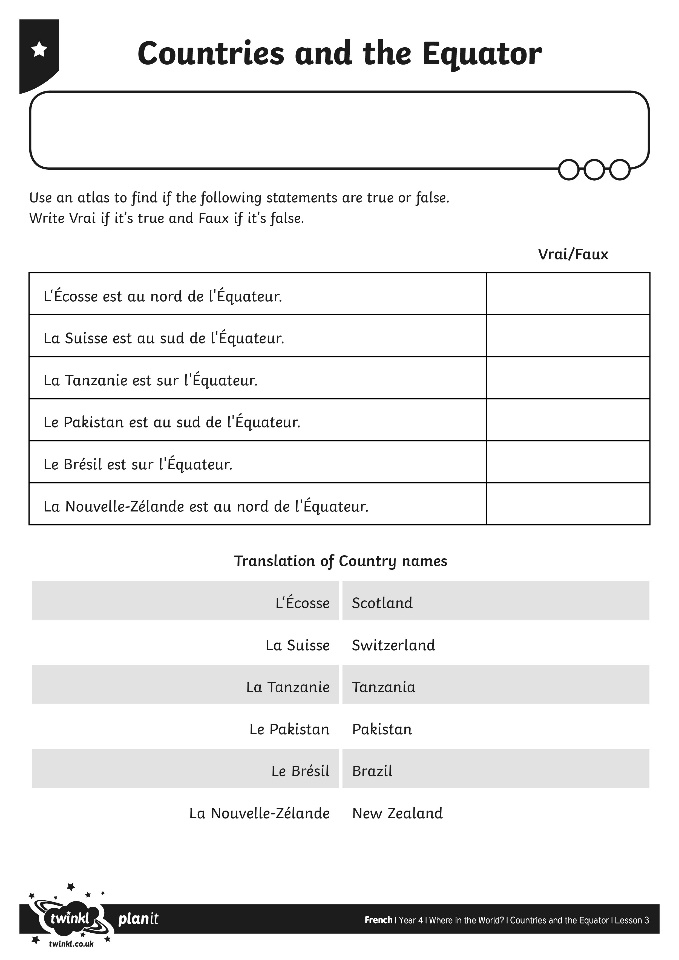 Countries and the Equator
Use an atlas to find if the following statements are true or false.
Write Vrai if it's true and Faux if it's false.
Vrai/Faux
L'Écosse est au nord de l'Équateur.
La Suisse est au sud de l'Équateur.
La Tanzanie est sur l'Équateur.
Le Pakistan est au sud de l'Équateur.
Le Brésil est sur l'Équateur.
La Nouvelle-Zélande est au nord de l'Équateur.
Translation of Country names
L'Écosse Scotland
La Suisse Switzerland
La Tanzanie Tanzania
Le Pakistan Pakistan
Le Brésil Brazil
La Nouvelle-Zélande New Zealand
twinkl planit
French | Year 4 | Where in the World? | Countries and the Equator | Lesson 3
twinkl.co.uk